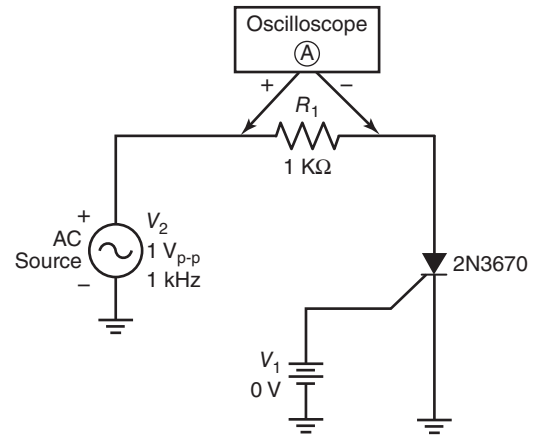 Oscilloscope
A
+ −
R1
1 KΩ
+
AC
Source
−
V2
1 Vp-p
1 kHz
2N3670
V1
0 V